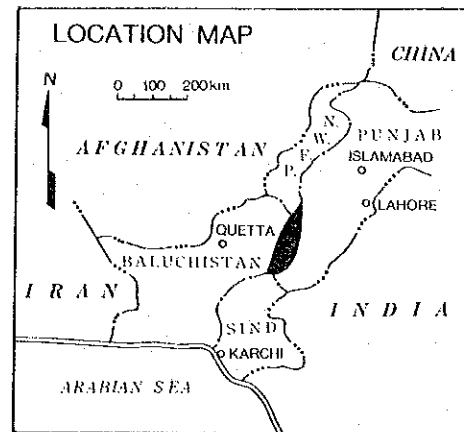 LOCATION MAP
CHINA
N
0 100 200km
N.
W.
F.
P.
PUNJAB
AFGHANISTAN
ISLAMABAD
LAHORE
QUETTA
BALUCHISTAN
IRAN
INDIA
SIND
KARCHI
ARABIAN SEA